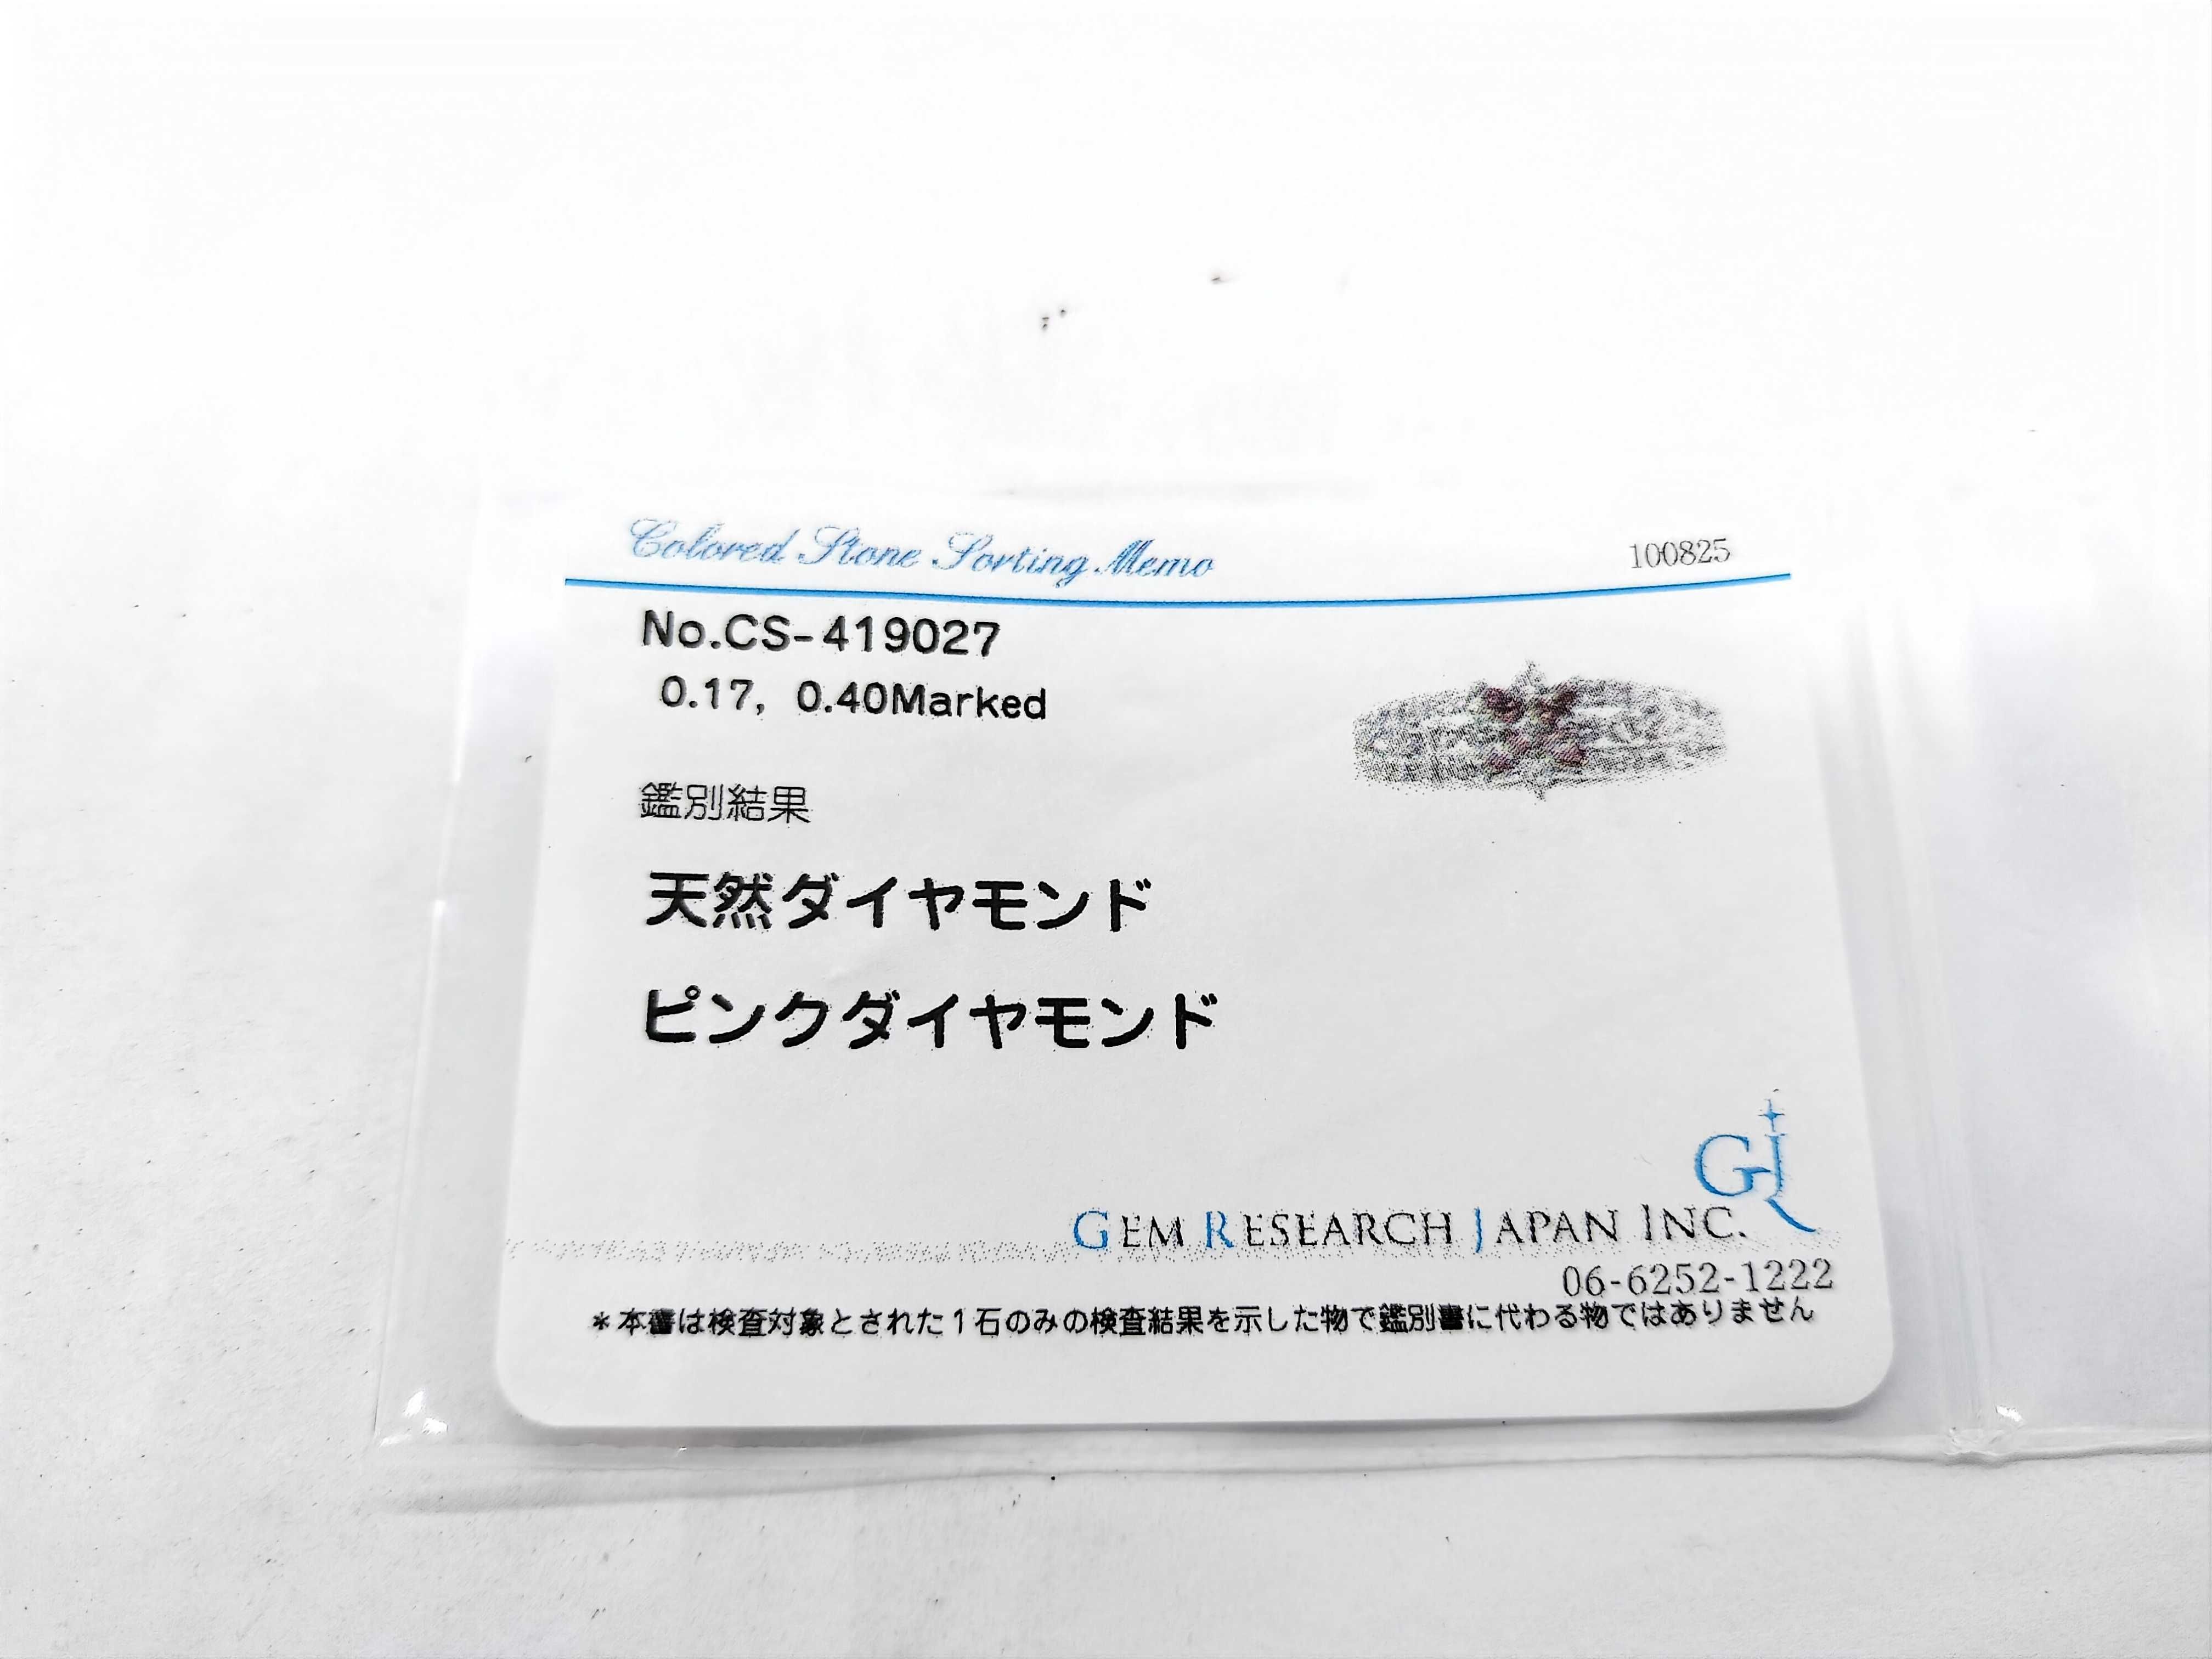 Colored Stone Sorting Memo
100825
No.CS-419027
0.17, 0.40Marked
鑑別結果
天然ダイヤモンド
ピンクダイヤモンド
GJR
GEM RESEARCH JAPAN INC.
06-6252-1222
*本書は検査対象とされた1石のみの検査結果を示した物で鑑別書に代わる物ではありません